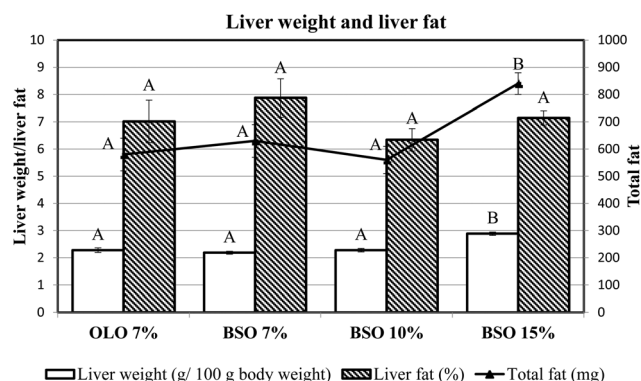 Liver weight and liver fat
Liver weight/liver fat
10
9
8
7
6
5
4
3
2
1
0
A A A
A A A
A A A
B B A
OLO 7% BSO 7% BSO 10% BSO 15%
1000
900
800
700
600
500
400
300
200
100
0
Total fat
Liver weight (g/ 100 g body weight) Liver fat (%) Total fat (mg)